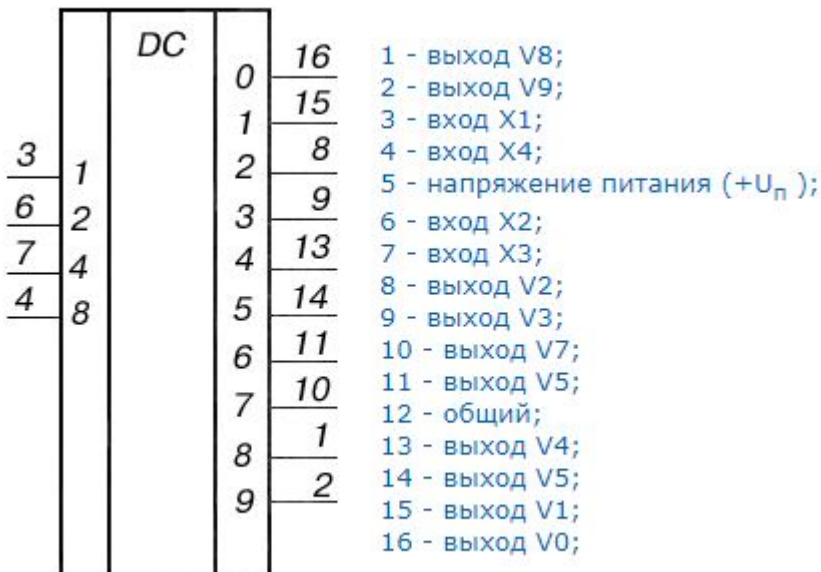 DC
3 1
6 2
7 4
4 8
0 16
1 15
2 8
3 9
4 13
5 14
6 11
7 10
8 1
9 2
1 - выход V8;
2 - выход V9;
3 - вход X1;
4 - вход X4;
5 - напряжение питания (+Uп );
6 - вход X2;
7 - вход X3;
8 - выход V2;
9 - выход V3;
10 - выход V7;
11 - выход V5;
12 - общий;
13 - выход V4;
14 - выход V5;
15 - выход V1;
16 - выход V0;